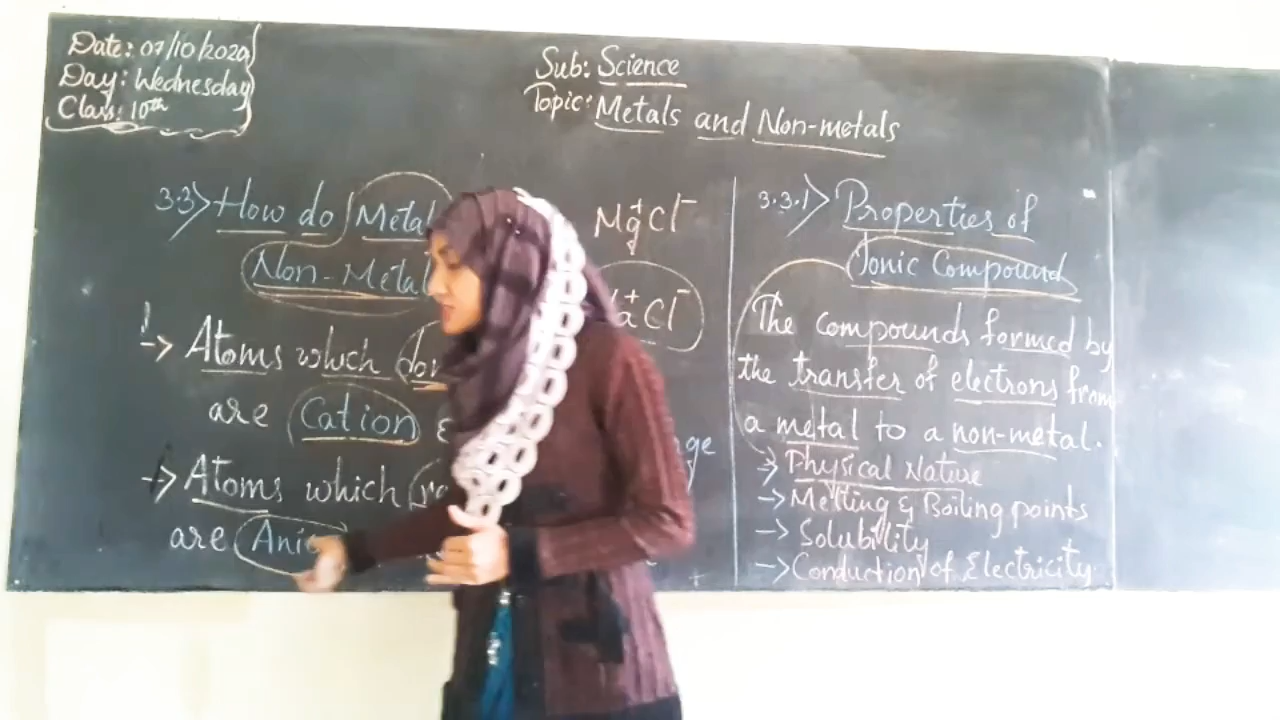 Date: 07/10/2020
Day: Wednesday
Class: 10th
Sub: Science
Topic: Metals and Non-metals
3.3> How do Metal
Non-Metal
-> Atoms which
are Cation &
-> Atoms which
are Anio
Mg+Cl-
a+Cl-
3.3.1> Properties of
Ionic Compound
The compounds formed by
the transfer of electrons from
a metal to a non-metal.
-> Physical Nature
-> Melting & Boiling points
-> Solubility
-> Conduction of Electricity.